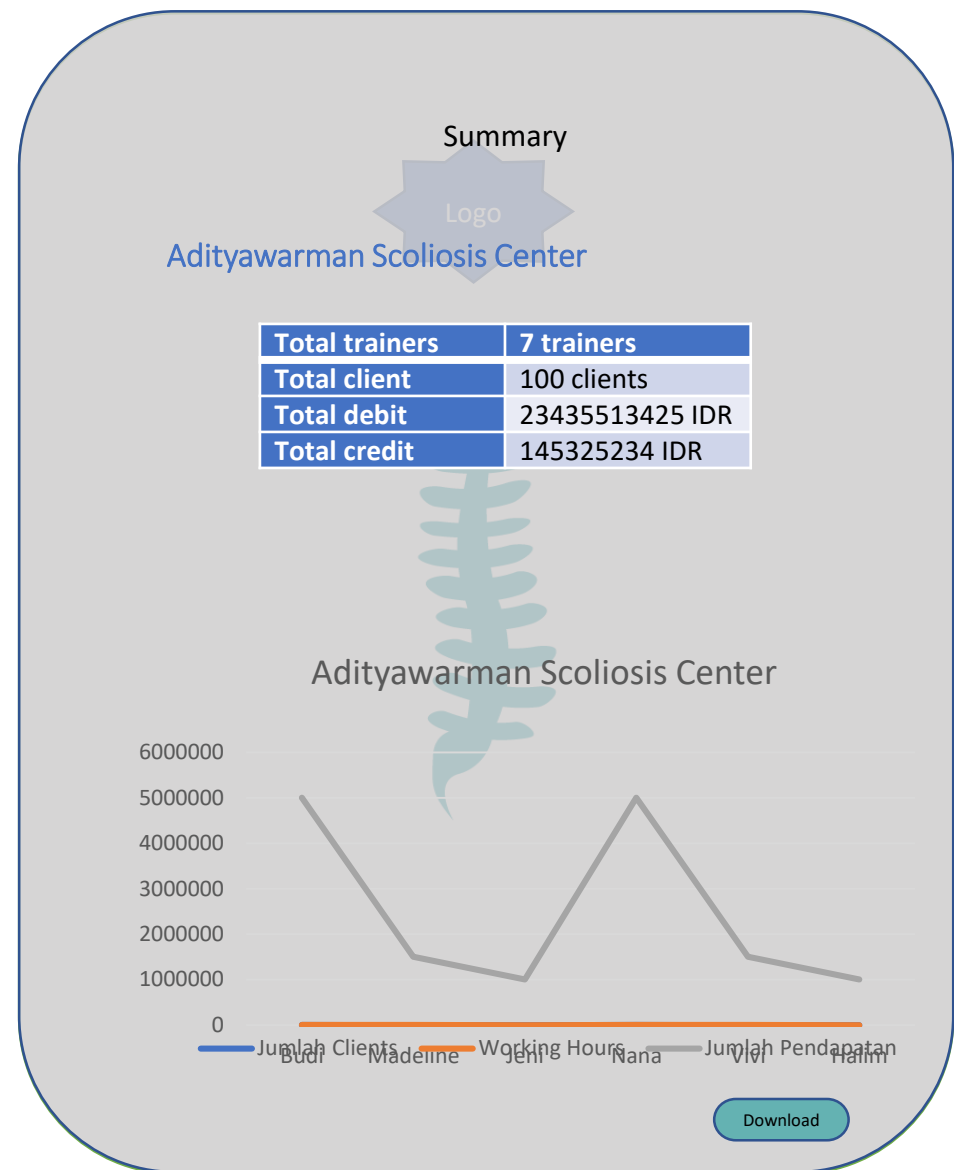 Summary
Logo
Adityawarman Scoliosis Center
Total trainers 7 trainers
Total client 100 clients
Total debit 23435513425 IDR
Total credit 145325234 IDR
Adityawarman Scoliosis Center
6000000
5000000
4000000
3000000
2000000
1000000
0
Jumlah Clients Working Hours Jumlah Pendapatan
Budi Madeline Jeni Nana Vivi Halim
Download